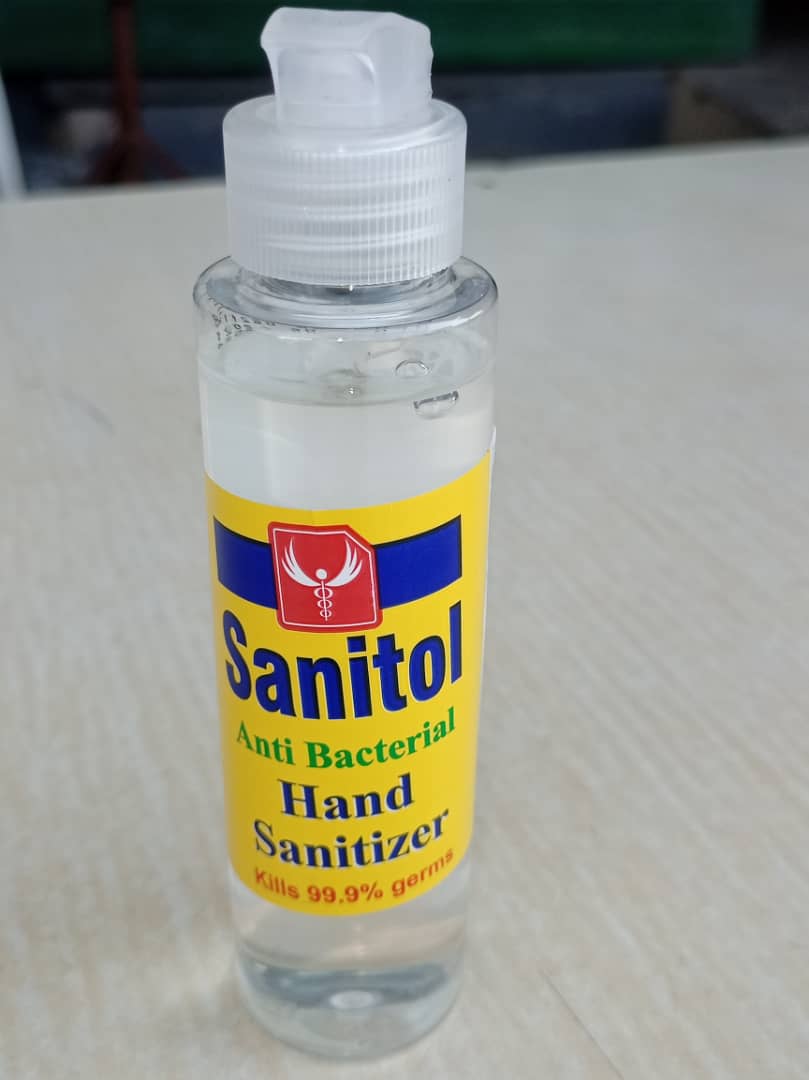 Sanitol
Anti Bacterial
Hand
Sanitizer
Kills 99.9% germs